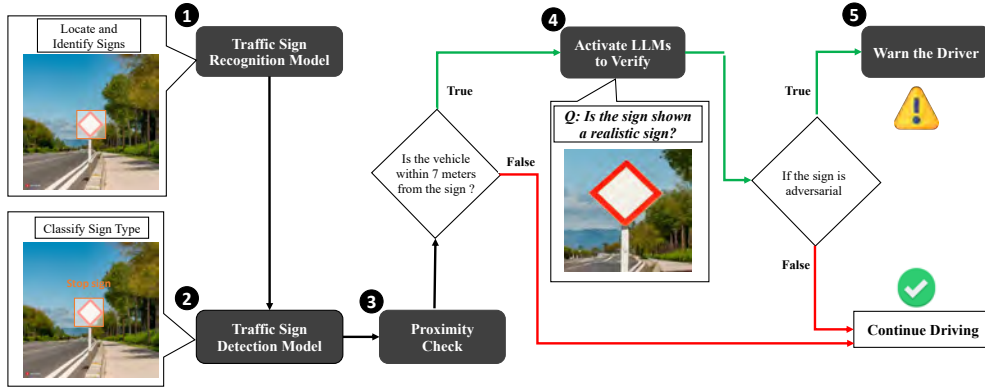 1
Locate and
Identify Signs
Traffic Sign
Recognition Model
Classify Sign Type
Stop sign
2
Traffic Sign
Detection Model
3
Proximity
Check
Is the vehicle
within 7 meters
from the sign ?
True
False
4
Activate LLMs
to Verify
Q: Is the sign shown
a realistic sign?
If the sign is
adversarial
True
False
5
Warn the Driver
Continue Driving